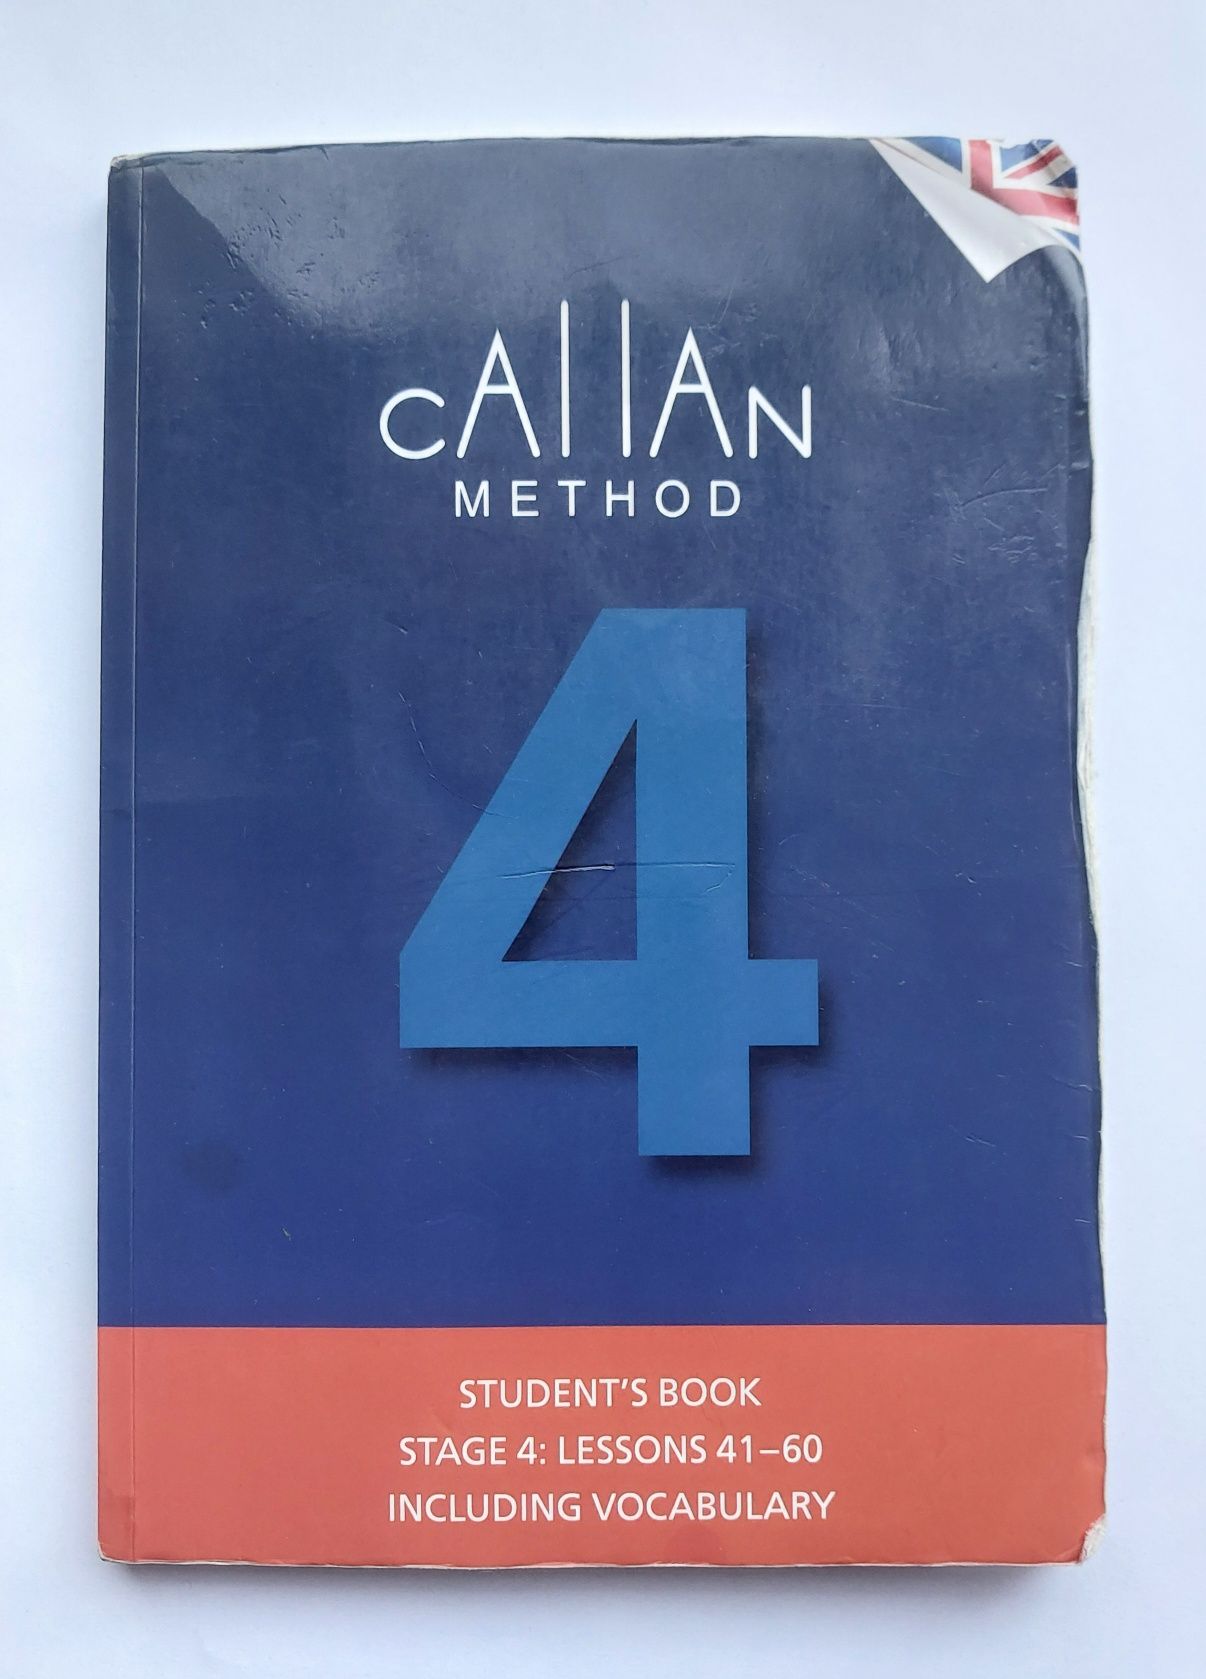 CAllAN
METHOD
4
STUDENT’S BOOK
STAGE 4: LESSONS 41–60
INCLUDING VOCABULARY